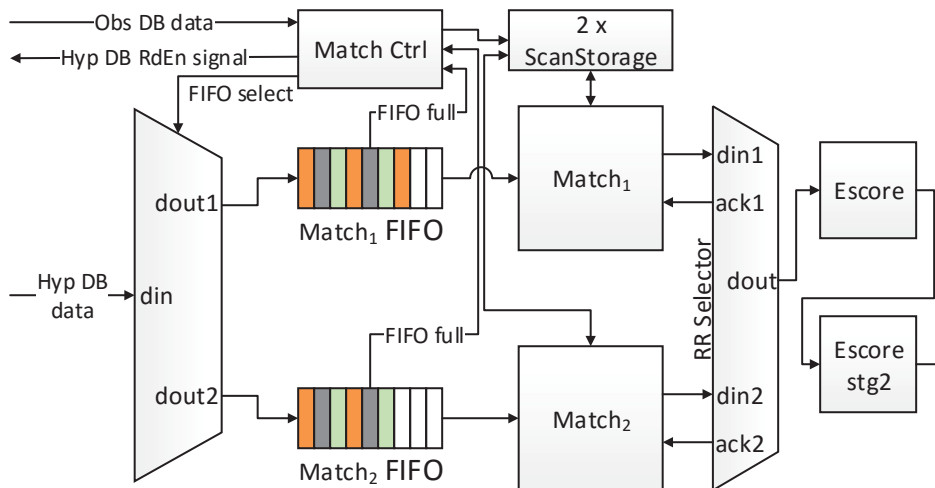 Obs DB data
Hyp DB RdEn signal
FIFO select
Match Ctrl
2 x
ScanStorage
FIFO full
dout1
Match₁ FIFO
Match₁
din1
ack1
Escore
Hyp DB
data
din
RR Selector
dout
FIFO full
dout2
Match₂ FIFO
Match₂
din2
ack2
Escore
stg2